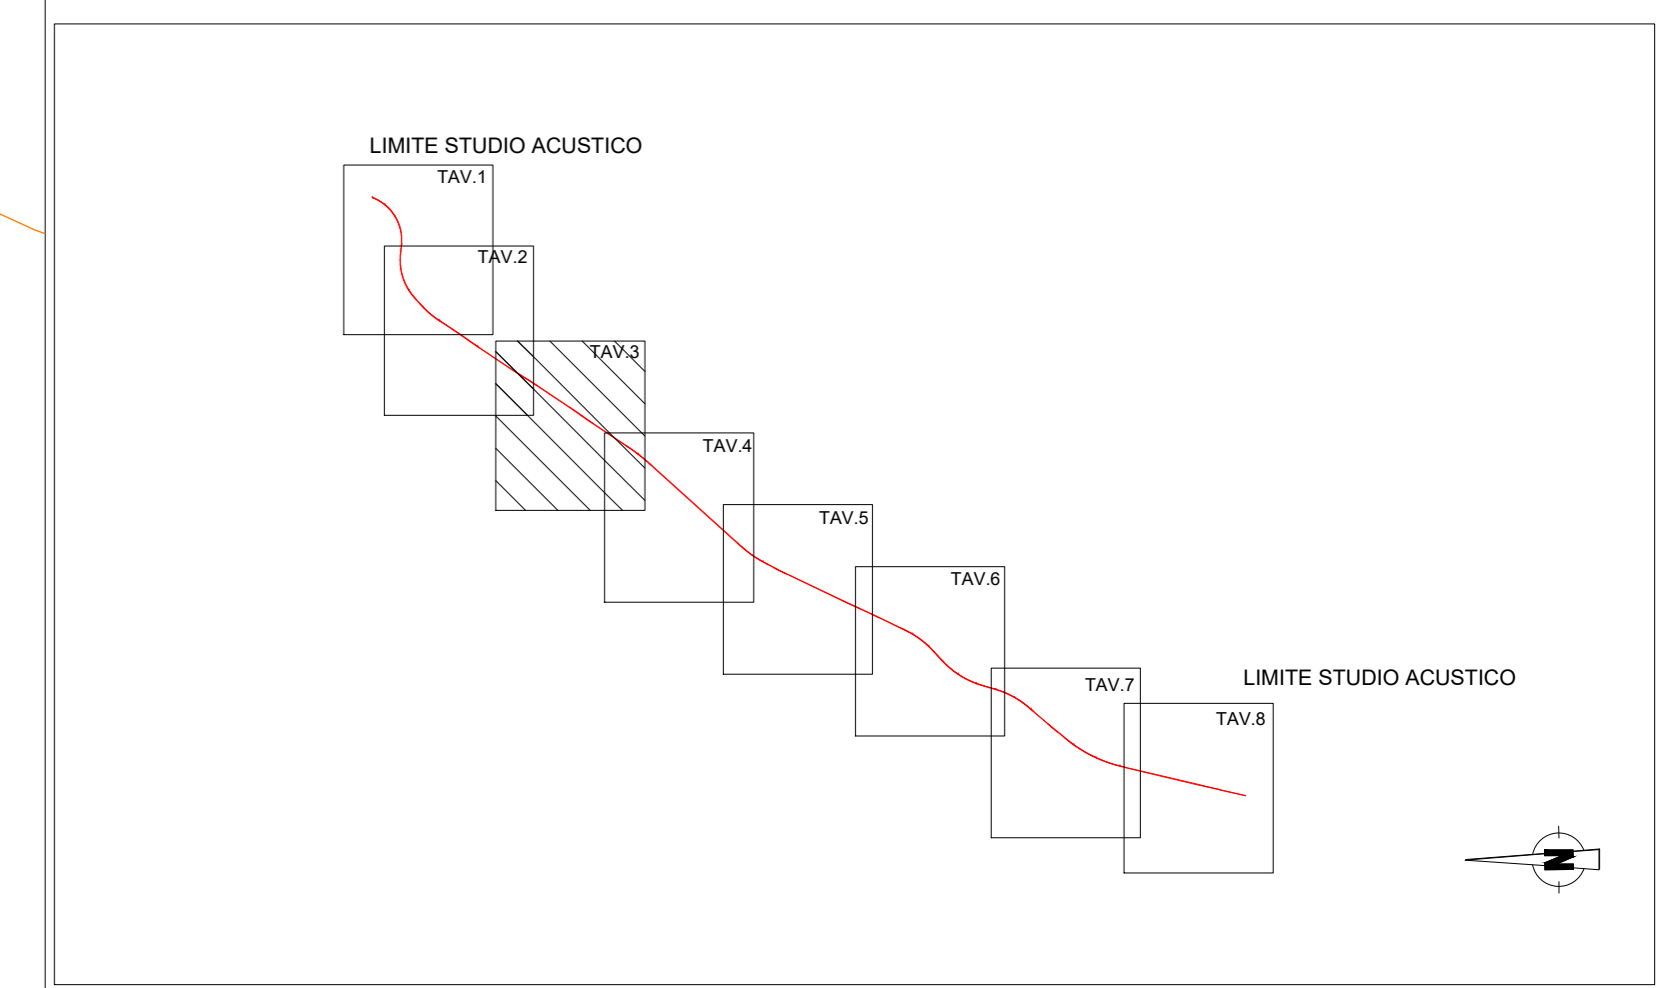 LIMITE STUDIO ACUSTICO
TAV.1
TAV.2
TAV.3
TAV.4
TAV.5
TAV.6
LIMITE STUDIO ACUSTICO
TAV.7
TAV.8
N